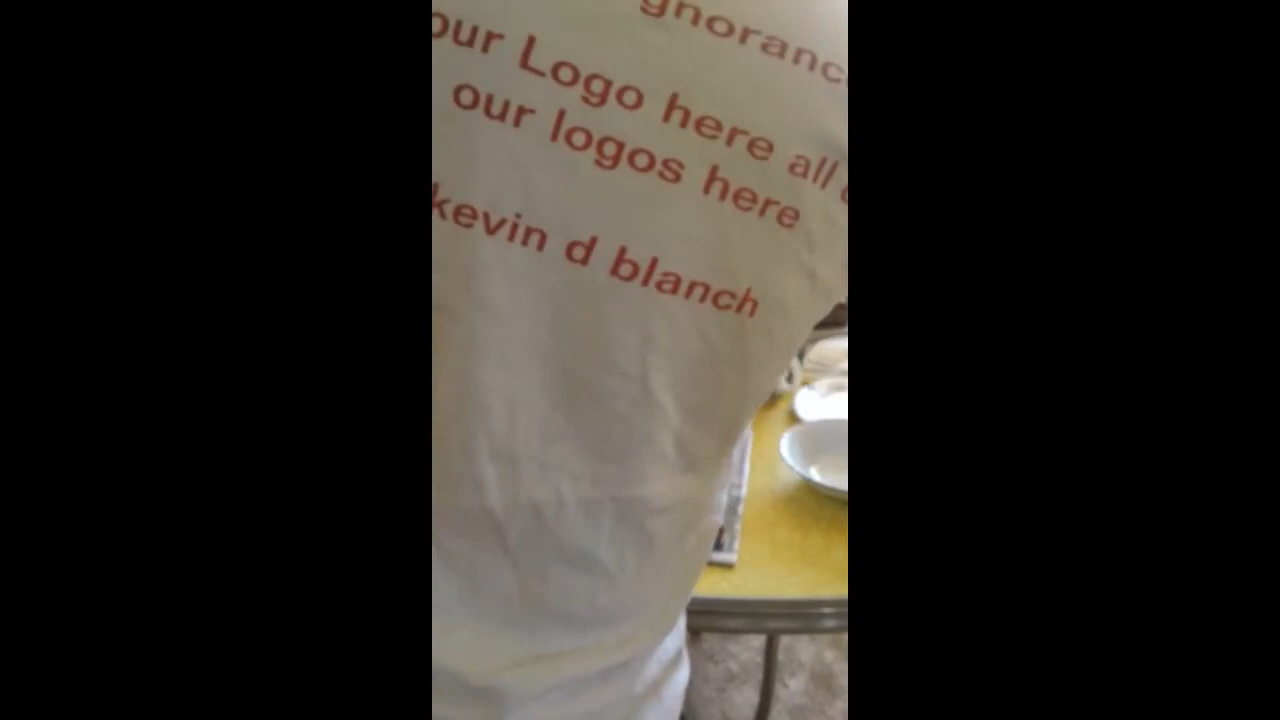 gnoranc
our Logo here all
our logos here
kevin d blanch